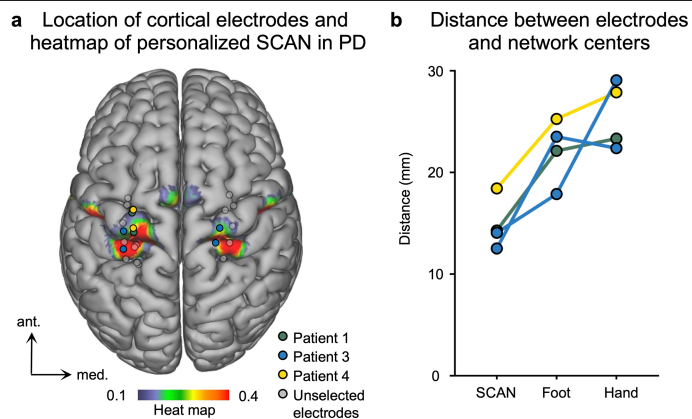 a Location of cortical electrodes and
heatmap of personalized SCAN in PD
ant.
med.
0.1 0.4
Heat map
Patient 1
Patient 3
Patient 4
Unselected
electrodes
b Distance between electrodes
and network centers
30
20
10
0
Distance (mm)
SCAN Foot Hand